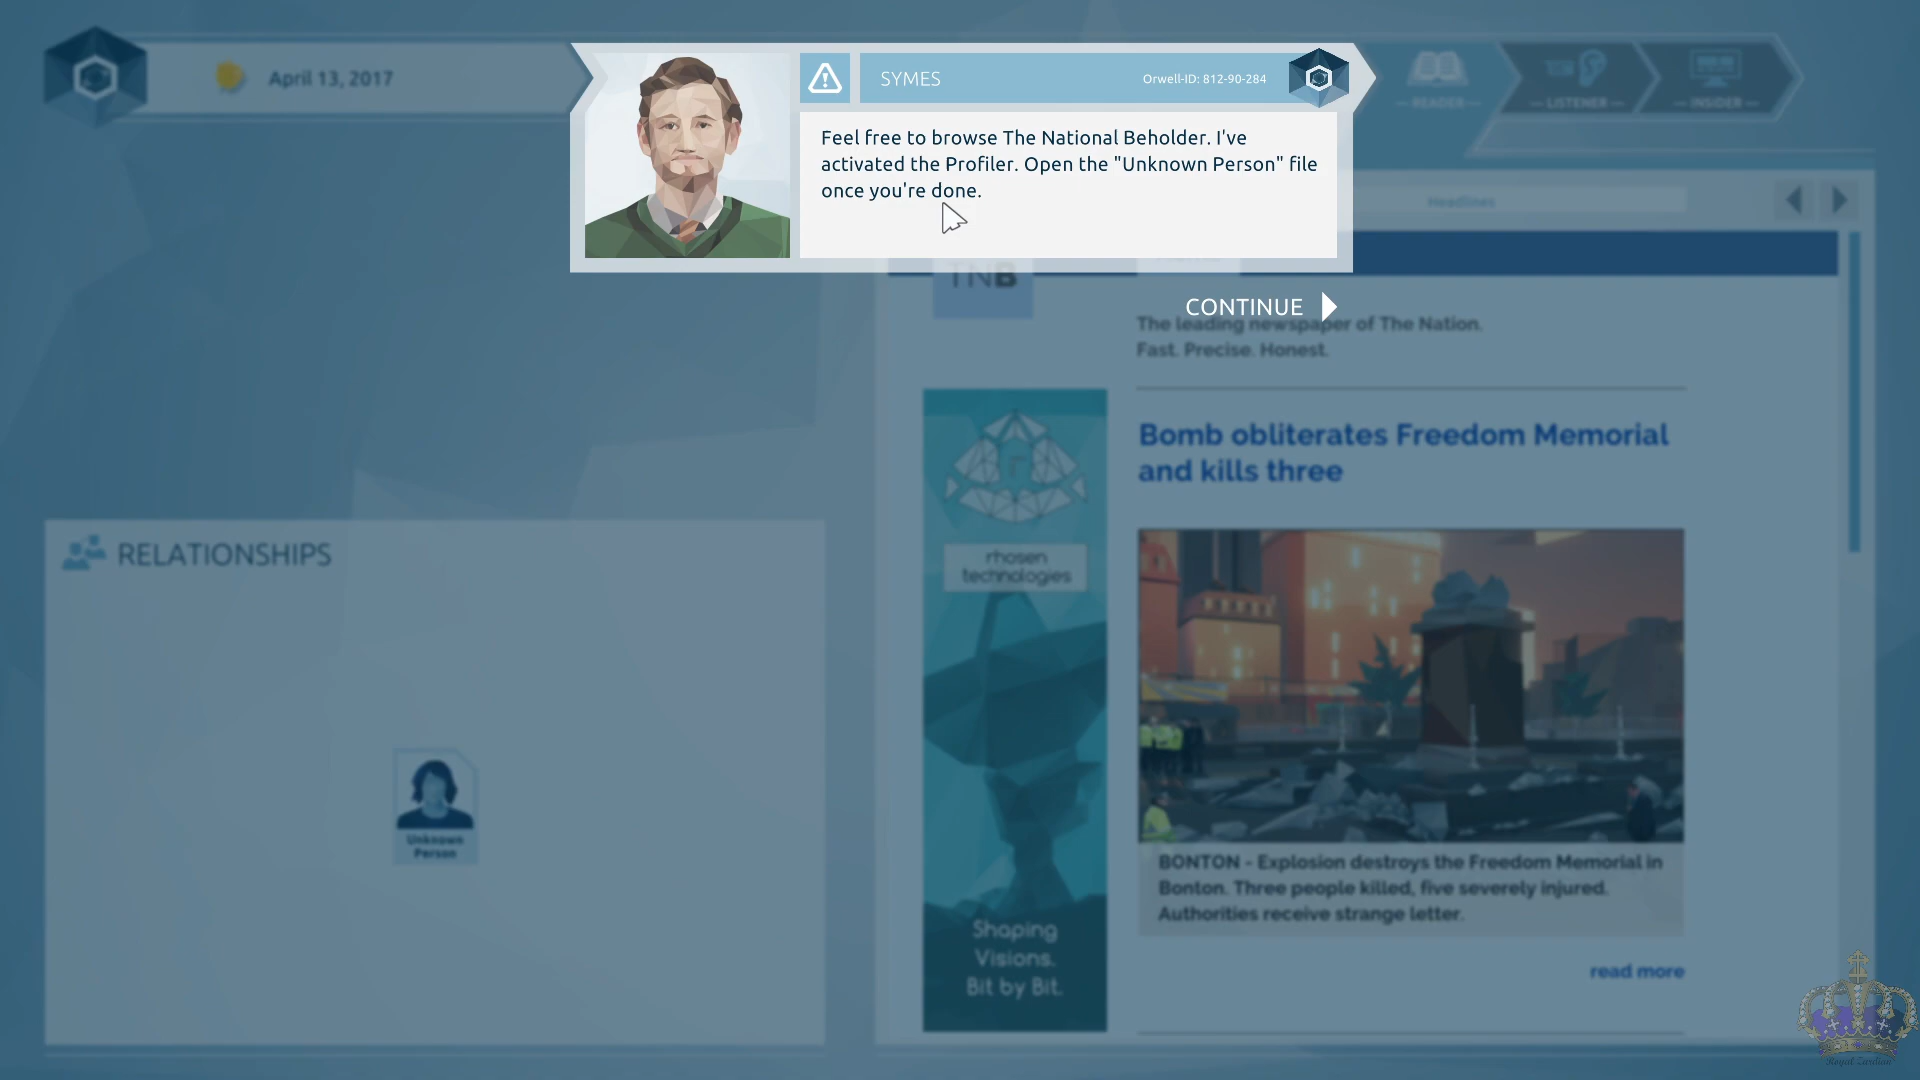 April 13, 2017
SYMES
Orwell-ID: 812-90-284
Feel free to browse The National Beholder. I've
activated the Profiler. Open the "Unknown Person" file
once you're done.
CONTINUE
READER
LISTENER
INSIDER
Headlines
TNB
The leading newspaper of The Nation.
Fast. Precise. Honest.
Bomb obliterates Freedom Memorial
and kills three
rhosen
technologies
Shaping
Visions.
Bit by Bit.
BONTON - Explosion destroys the Freedom Memorial in
Bonton. Three people killed, five severely injured.
Authorities receive strange letter.
read more
RELATIONSHIPS
Unknown
Person